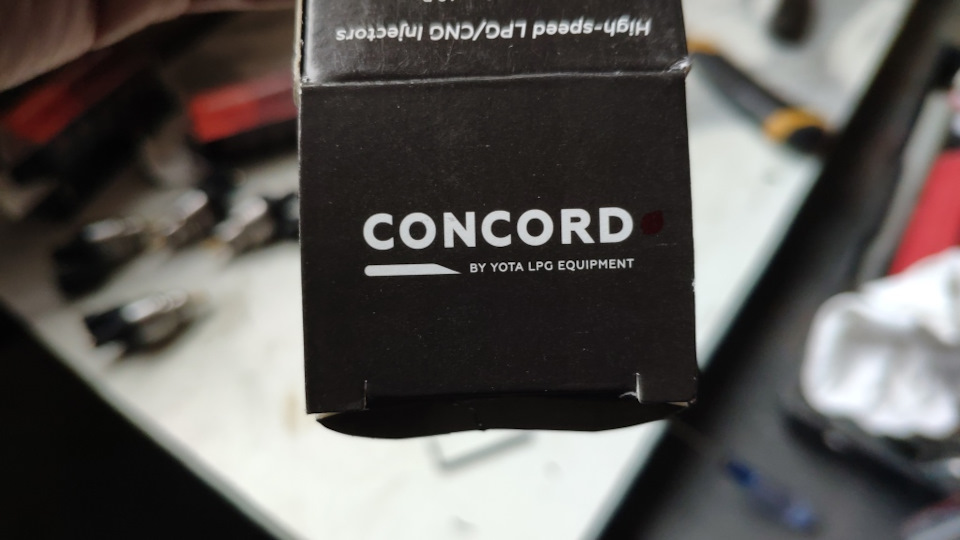 High-speed LPG/CNG Injectors
CONCORD
BY YOTA LPG EQUIPMENT